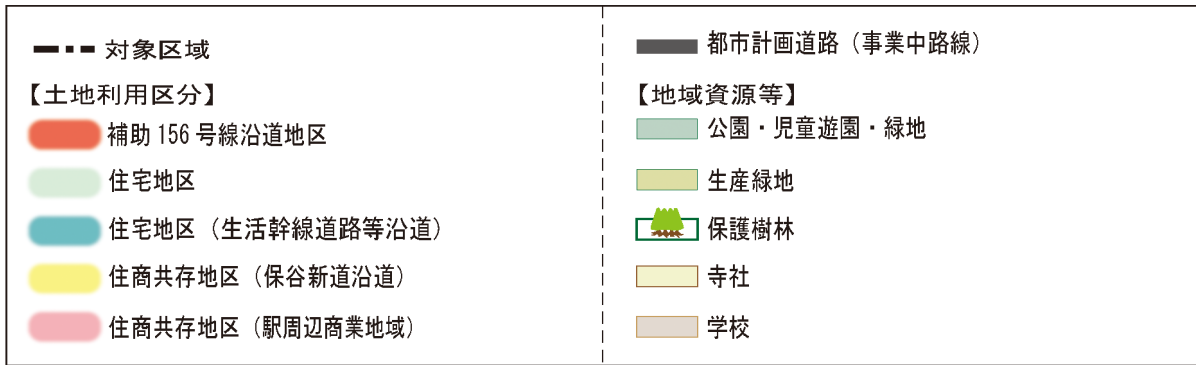 対象区域
【土地利用区分】
補助156号線沿道地区
住宅地区
住宅地区（生活幹線道路等沿道）
住商共存地区（保谷新道沿道）
住商共存地区（駅周辺商業地域）
都市計画道路（事業中路線）
【地域資源等】
公園・児童遊園・緑地
生産緑地
保護樹林
寺社
学校